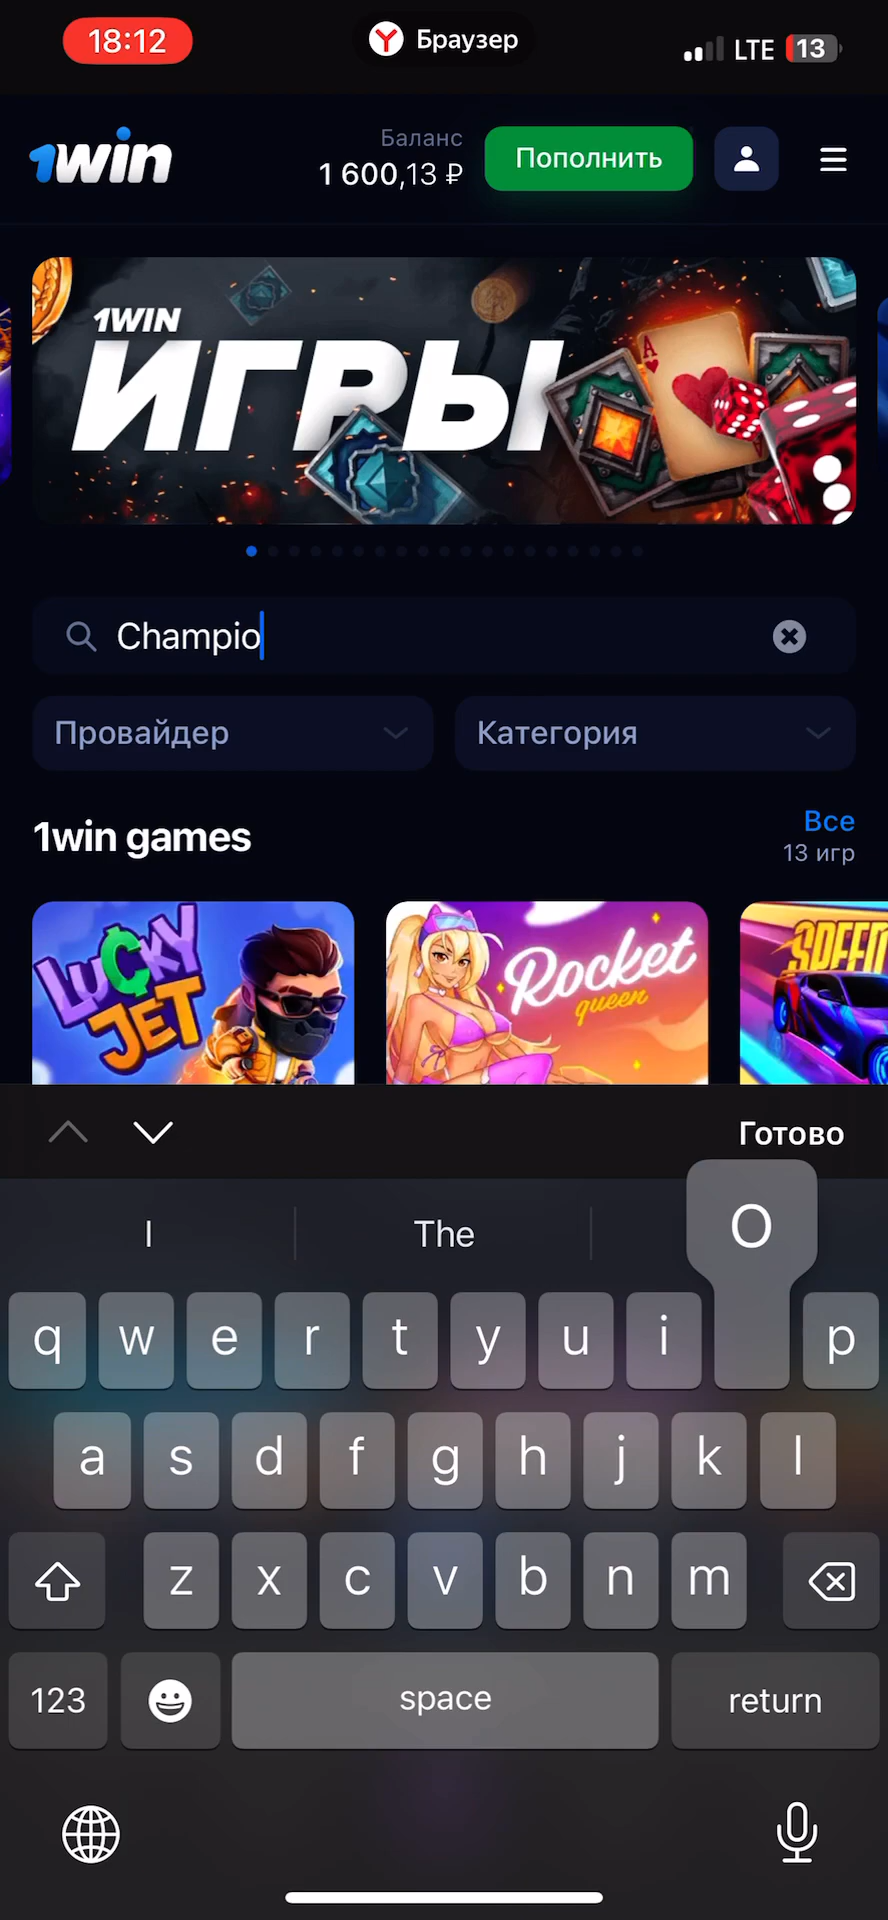 18:12
Браузер
LTE
13
1win
Баланс
1 600,13 ₽
Пополнить
1WIN
ИГРЫ
A
Champio
Провайдер
Категория
1win games
Все
13 игр
LUCKY
JET
Rocket
queen
SPEED
Готово
I
The
O
q w e r t y u i p
a s d f g h j k l
z x c v b n m
123
space
return